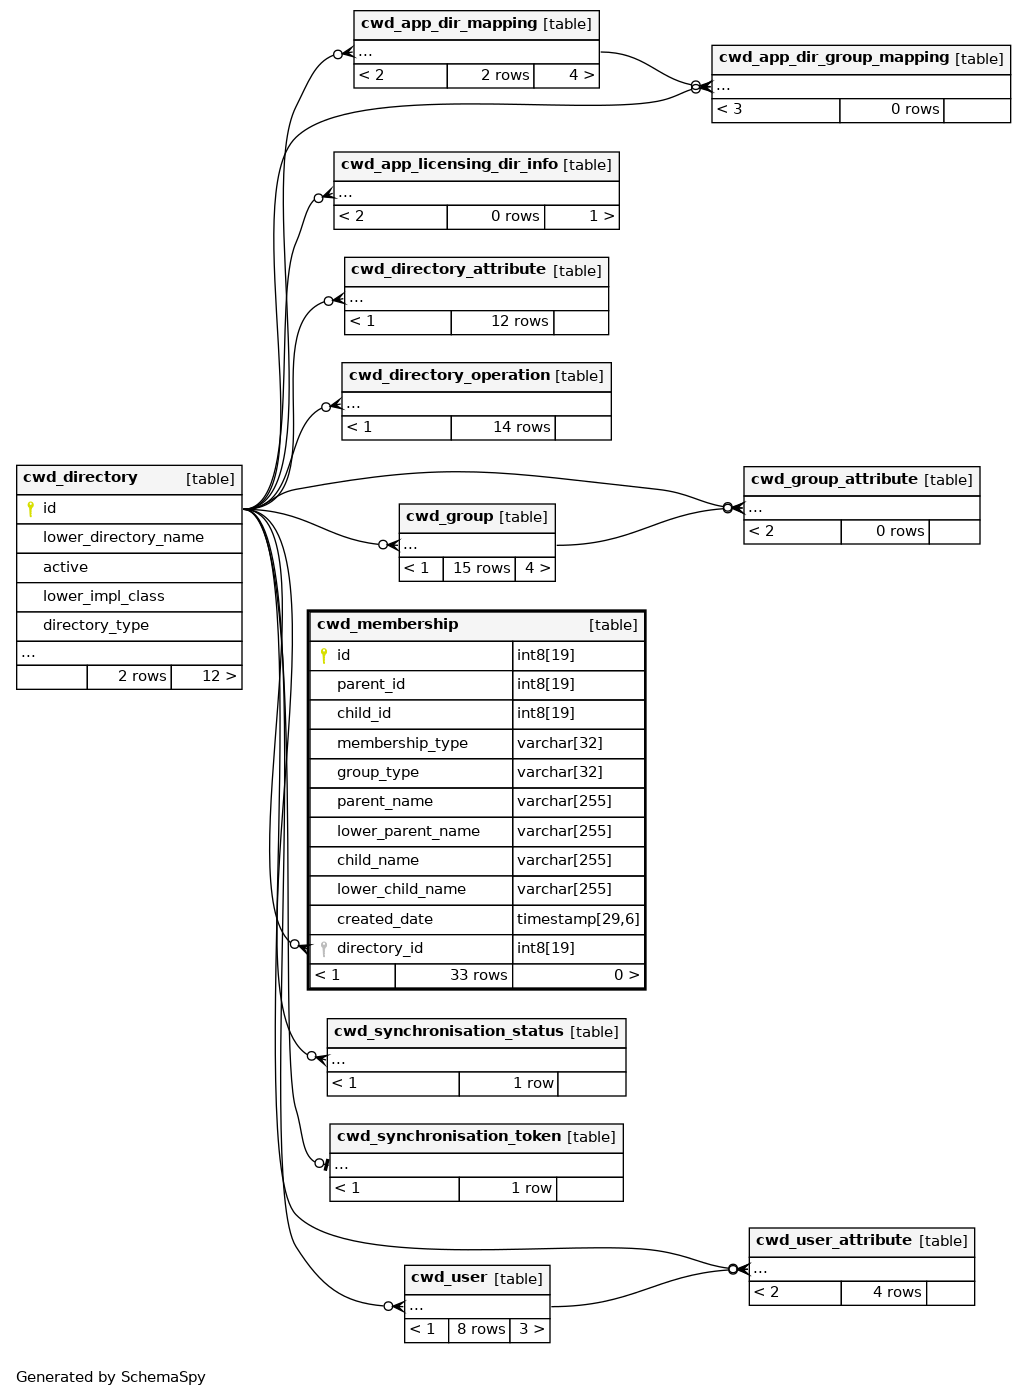 cwd_app_dir_mapping [table]
...
< 2 2 rows 4 >
cwd_app_dir_group_mapping [table]
...
< 3 0 rows
cwd_app_licensing_dir_info [table]
...
< 2 0 rows 1 >
cwd_directory_attribute [table]
...
< 1 12 rows
cwd_directory_operation [table]
...
< 1 14 rows
cwd_directory [table]
id
lower_directory_name
active
lower_impl_class
directory_type
...
2 rows 12 >
cwd_group_attribute [table]
...
< 2 0 rows
cwd_group [table]
...
< 1 15 rows 4 >
cwd_membership [table]
id int8[19]
parent_id int8[19]
child_id int8[19]
membership_type varchar[32]
group_type varchar[32]
parent_name varchar[255]
lower_parent_name varchar[255]
child_name varchar[255]
lower_child_name varchar[255]
created_date timestamp[29,6]
directory_id int8[19]
< 1 33 rows 0 >
cwd_synchronisation_status [table]
...
< 1 1 row
cwd_synchronisation_token [table]
...
< 1 1 row
cwd_user_attribute [table]
...
< 2 4 rows
cwd_user [table]
...
< 1 8 rows 3 >
Generated by SchemaSpy